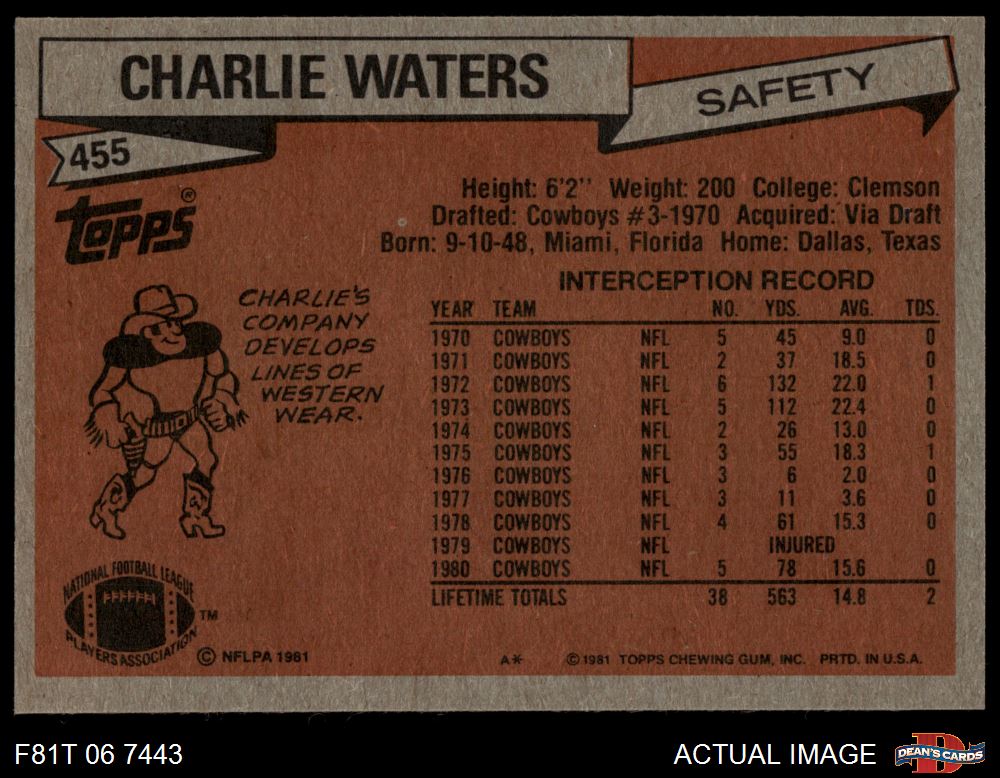 CHARLIE WATERS
SAFETY
455
TOPPS®
Height: 6'2" Weight: 200 College: Clemson
Drafted: Cowboys #3-1970 Acquired: Via Draft
Born: 9-10-48, Miami, Florida Home: Dallas, Texas
CHARLIE'S
COMPANY
DEVELOPS
LINES OF
WESTERN
WEAR.
INTERCEPTION RECORD
YEAR TEAM NO. YDS. AVG. TDS.
1970 COWBOYS NFL 5 45 9.0 0
1971 COWBOYS NFL 2 37 18.5 0
1972 COWBOYS NFL 6 132 22.0 1
1973 COWBOYS NFL 5 112 22.4 0
1974 COWBOYS NFL 2 26 13.0 0
1975 COWBOYS NFL 3 55 18.3 1
1976 COWBOYS NFL 3 6 2.0 0
1977 COWBOYS NFL 3 11 3.6 0
1978 COWBOYS NFL 4 61 15.3 0
1979 COWBOYS NFL INJURED
1980 COWBOYS NFL 5 78 15.6 0
LIFETIME TOTALS 38 563 14.8 2
NATIONAL FOOTBALL LEAGUE
PLAYERS ASSOCIATION
TM
© NFLPA 1981
A* © 1981 TOPPS CHEWING GUM, INC. PRTD. IN U.S.A.
F81T 06 7443
ACTUAL IMAGE
D
DEAN'S CARDS